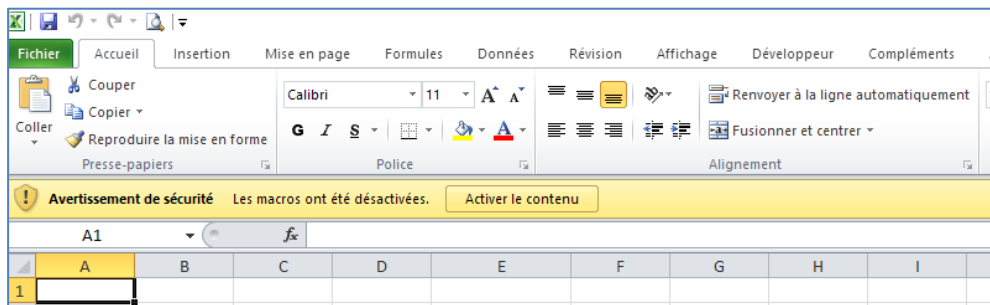 Fichier Accueil Insertion Mise en page Formules Données Révision Affichage Développeur Compléments
Couper
Copier
Reproduire la mise en forme
Coller
Presse-papiers
Calibri 11 A A
G I S A
Police
Renvoyer à la ligne automatiquement
Fusionner et centrer
Alignement
Avertissement de sécurité Les macros ont été désactivées. Activer le contenu
A1 fx
A B C D E F G H I
1